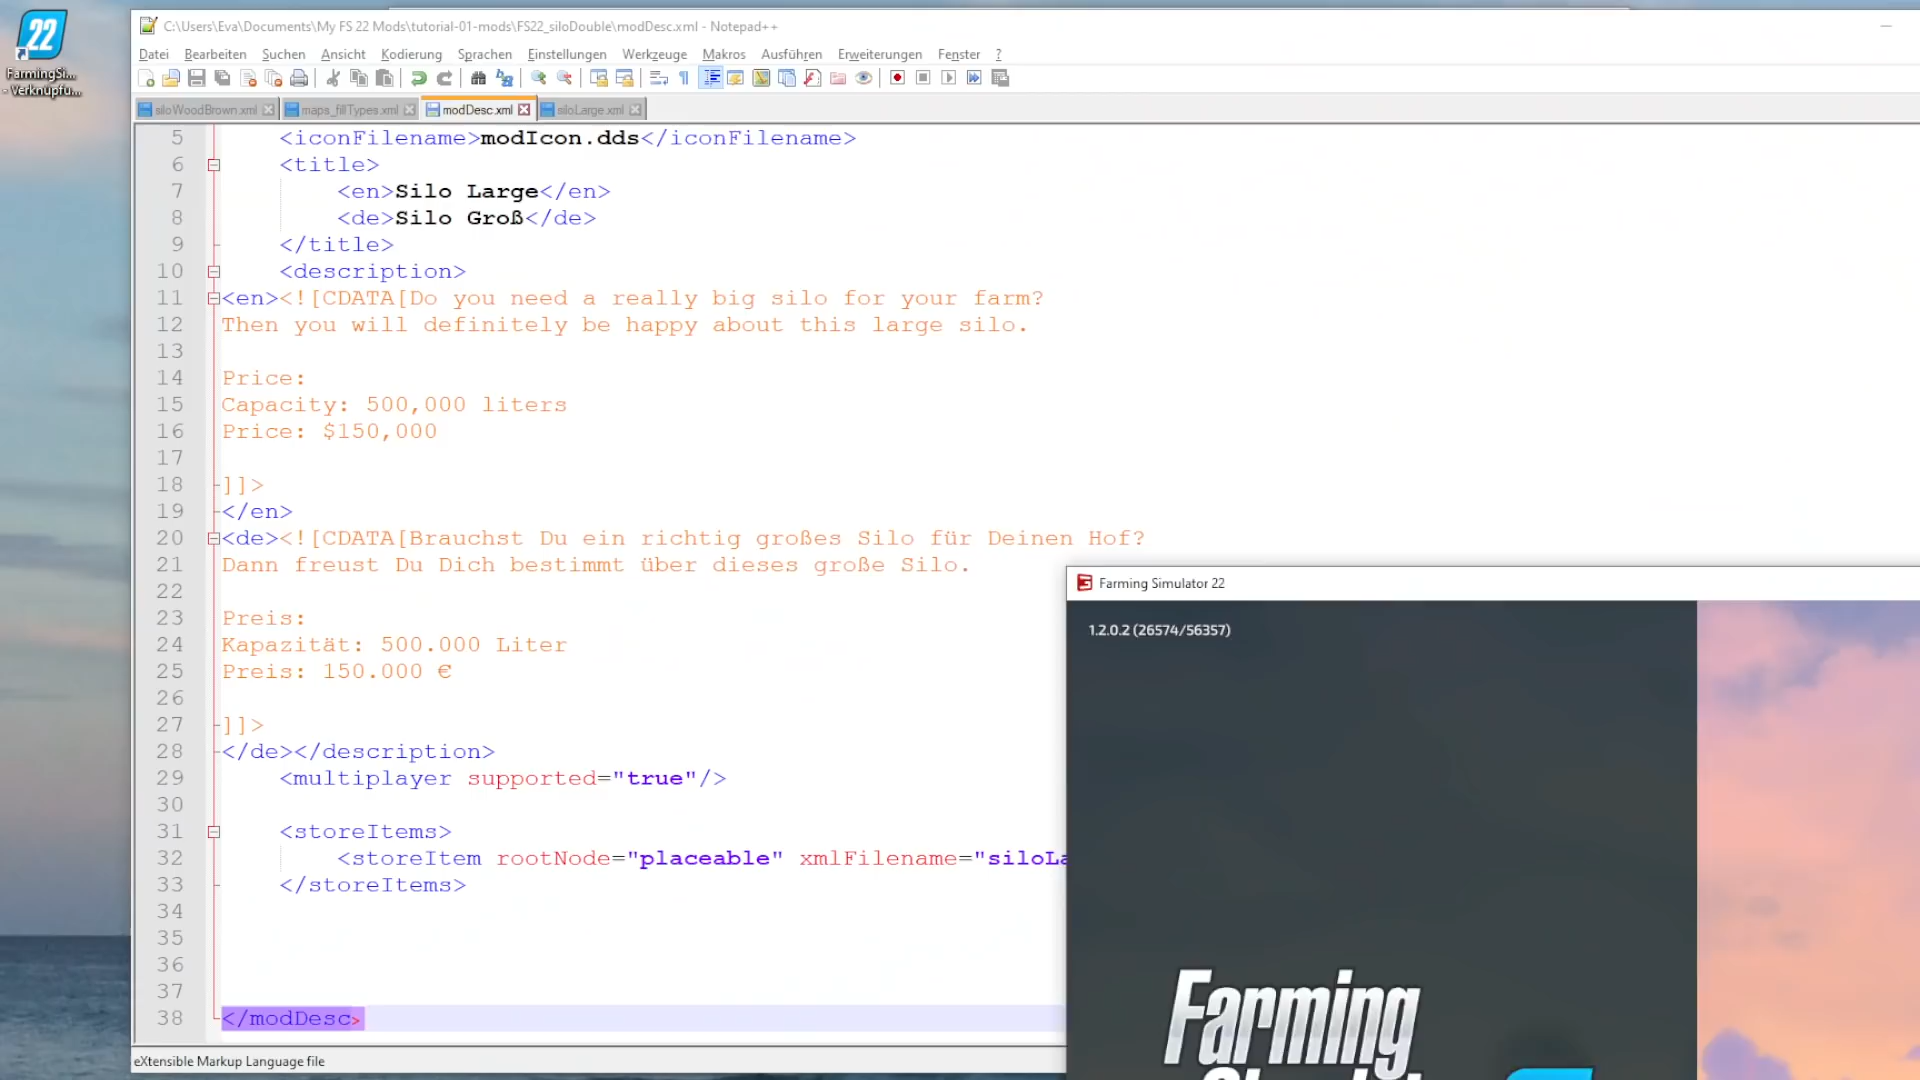 FarmingSi...
- Verknüpfu...
C:\Users\Eva\Documents\My FS 22 Mods\tutorial-01-mods\FS22_siloDouble\modDesc.xml - Notepad++
Datei Bearbeiten Suchen Ansicht Kodierung Sprachen Einstellungen Werkzeuge Makros Ausführen Erweiterungen Fenster ?
siloWoodBrown.xml maps_fillTypes.xml modDesc.xml siloLarge.xml
5 <iconFilename>modIcon.dds</iconFilename>
6 <title>
7 <en>Silo Large</en>
8 <de>Silo Groß</de>
9 </title>
10 <description>
11 <en><![CDATA[Do you need a really big silo for your farm?
12 Then you will definitely be happy about this large silo.
13
14 Price:
15 Capacity: 500,000 liters
16 Price: $150,000
17
18 ]]>
19 </en>
20 <de><![CDATA[Brauchst Du ein richtig großes Silo für Deinen Hof?
21 Dann freust Du Dich bestimmt über dieses große Silo.
22
23 Preis:
24 Kapazität: 500.000 Liter
25 Preis: 150.000 €
26
27 ]]>
28 </de></description>
29 <multiplayer supported="true"/>
30
31 <storeItems>
32 <storeItem rootNode="placeable" xmlFilename="siloLa
33 </storeItems>
34
35
36
37
38 </modDesc>
eXtensible Markup Language file
Farming Simulator 22
1.2.0.2 (26574/56357)
Farming
22